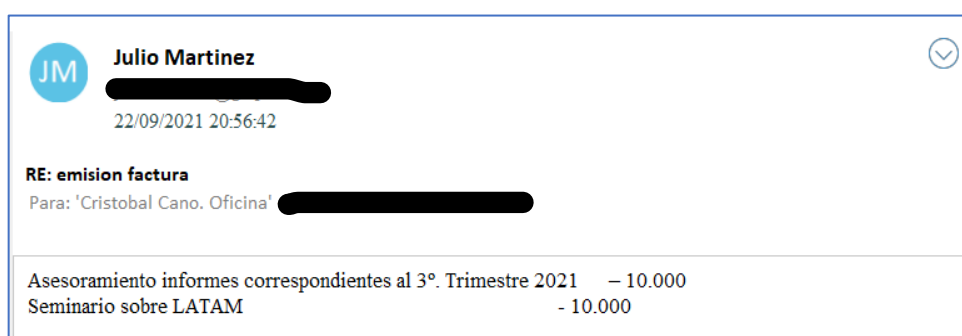 JM
Julio Martinez
22/09/2021 20:56:42
RE: emision factura
Para: 'Cristobal Cano. Oficina'
Asesoramiento informes correspondientes al 3º. Trimestre 2021 – 10.000
Seminario sobre LATAM - 10.000